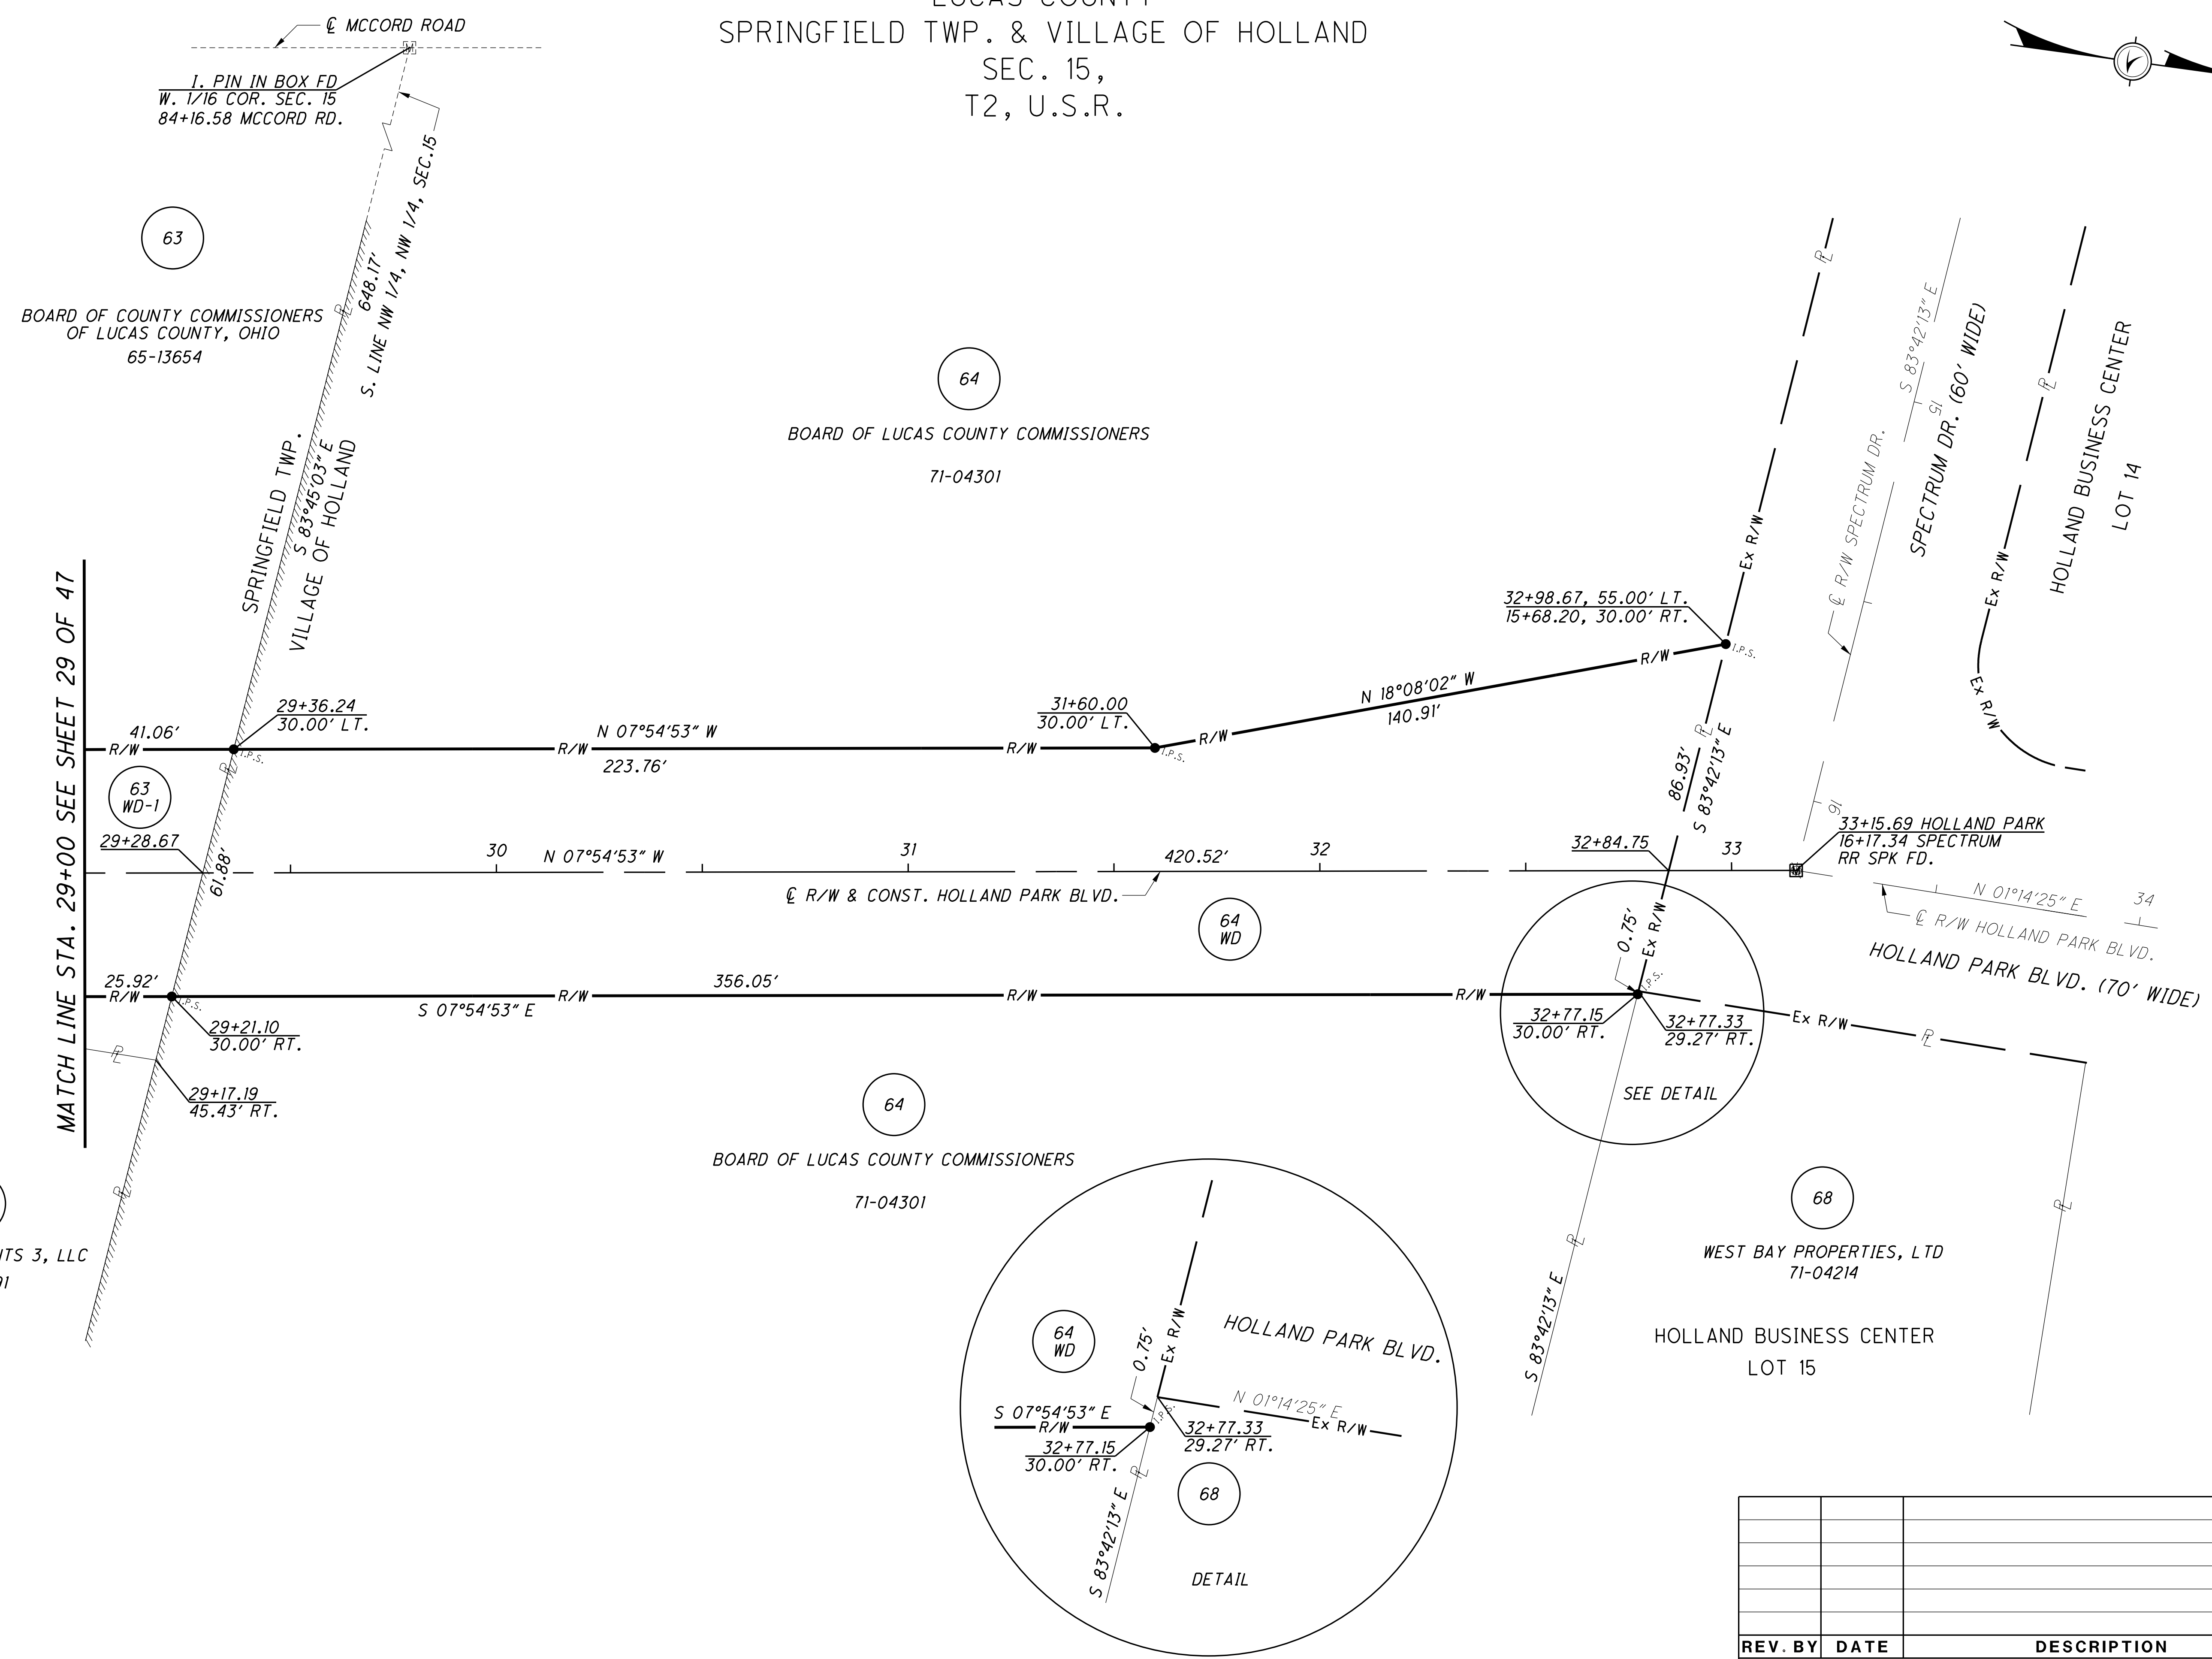 LUCAS COUNTY
SPRINGFIELD TWP. & VILLAGE OF HOLLAND
SEC. 15,
T2, U.S.R.
℄ MCCORD ROAD
I. PIN IN BOX FD
W. 1/16 COR. SEC. 15
84+16.58 MCCORD RD.
63
BOARD OF COUNTY COMMISSIONERS
OF LUCAS COUNTY, OHIO
65-13654
648.17'
S. LINE NW 1/4, NW 1/4, SEC.15
SPRINGFIELD TWP.
S 83°45'03" E
VILLAGE OF HOLLAND
64
BOARD OF LUCAS COUNTY COMMISSIONERS
71-04301
Ex R/W
℄ R/W SPECTRUM DR.
S 83°42'13" E
15
SPECTRUM DR. (60' WIDE)
Ex R/W
Ex R/W
HOLLAND BUSINESS CENTER
LOT 14
MATCH LINE STA. 29+00 SEE SHEET 29 OF 47
41.06'
R/W
29+36.24
30.00' LT.
I.P.S.
N 07°54'53" W
R/W
223.76'
R/W
31+60.00
30.00' LT.
I.P.S.
R/W
N 18°08'02" W
140.91'
R/W
32+98.67, 55.00' LT.
15+68.20, 30.00' RT.
I.P.S.
86.93'
S 83°42'13" E
63
WD-1
29+28.67
61.88'
30
N 07°54'53" W
31
420.52'
32
32+84.75
33
16
33+15.69 HOLLAND PARK
16+17.34 SPECTRUM
RR SPK FD.
℄ R/W & CONST. HOLLAND PARK BLVD.
64
WD
N 01°14'25" E
34
℄ R/W HOLLAND PARK BLVD.
HOLLAND PARK BLVD. (70' WIDE)
25.92'
R/W
I.P.S.
29+21.10
30.00' RT.
S 07°54'53" E
R/W
356.05'
R/W
R/W
0.75'
Ex R/W
I.P.S.
32+77.15
30.00' RT.
32+77.33
29.27' RT.
Ex R/W
SEE DETAIL
29+17.19
45.43' RT.
64
BOARD OF LUCAS COUNTY COMMISSIONERS
71-04301
TS 3, LLC
91
68
WEST BAY PROPERTIES, LTD
71-04214
HOLLAND BUSINESS CENTER
LOT 15
S 83°42'13" E
64
WD
0.75'
Ex R/W
HOLLAND PARK BLVD.
N 01°14'25" E
Ex R/W
S 07°54'53" E
R/W
I.P.S.
32+77.15
30.00' RT.
32+77.33
29.27' RT.
68
S 83°42'13" E
DETAIL
REV. BY DATE DESCRIPTION